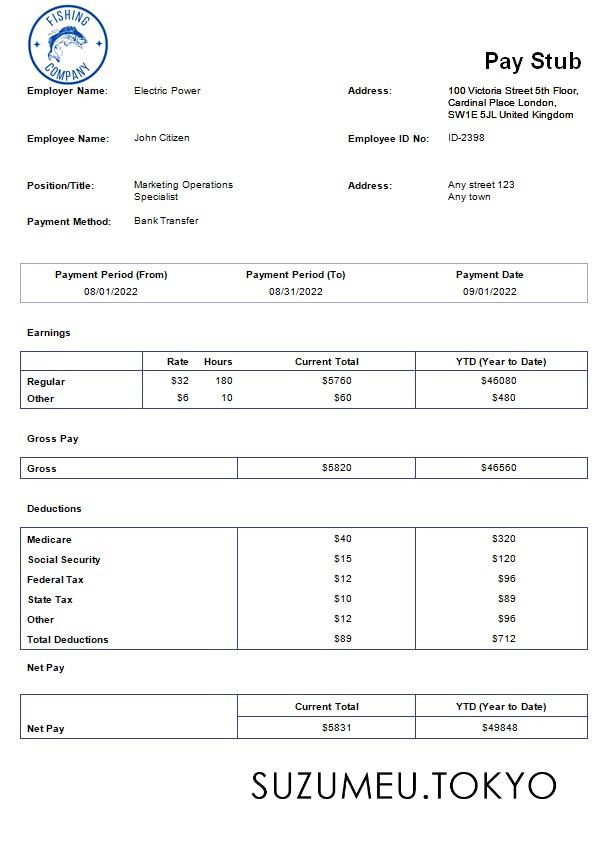 FISHING
COMPANY
Pay Stub
Employer Name: Electric Power Address: 100 Victoria Street 5th Floor,
Cardinal Place London,
SW1E 5JL United Kingdom
Employee Name: John Citizen Employee ID No: ID-2398
Position/Title: Marketing Operations Address: Any street 123
Specialist Any town
Payment Method: Bank Transfer
Payment Period (From) Payment Period (To) Payment Date
08/01/2022 08/31/2022 09/01/2022
Earnings
Rate Hours Current Total YTD (Year to Date)
Regular $32 180 $5760 $46080
Other $6 10 $60 $480
Gross Pay
Gross $5820 $46560
Deductions
Medicare $40 $320
Social Security $15 $120
Federal Tax $12 $96
State Tax $10 $89
Other $12 $96
Total Deductions $89 $712
Net Pay
Current Total YTD (Year to Date)
Net Pay $5831 $49848
SUZUMEU.TOKYO